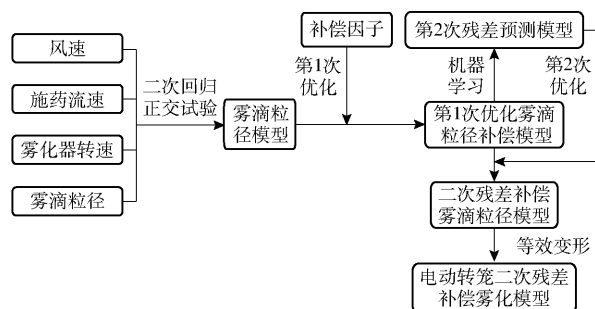 风速
施药流速
雾化器转速
雾滴粒径
二次回归
正交试验
雾滴粒
径模型
补偿因子
第1次
优化
第2次残差预测模型
机器
学习
第2次
优化
第1次优化雾滴
粒径补偿模型
二次残差补偿
雾滴粒径模型
等效变形
电动转笼二次残差
补偿雾化模型